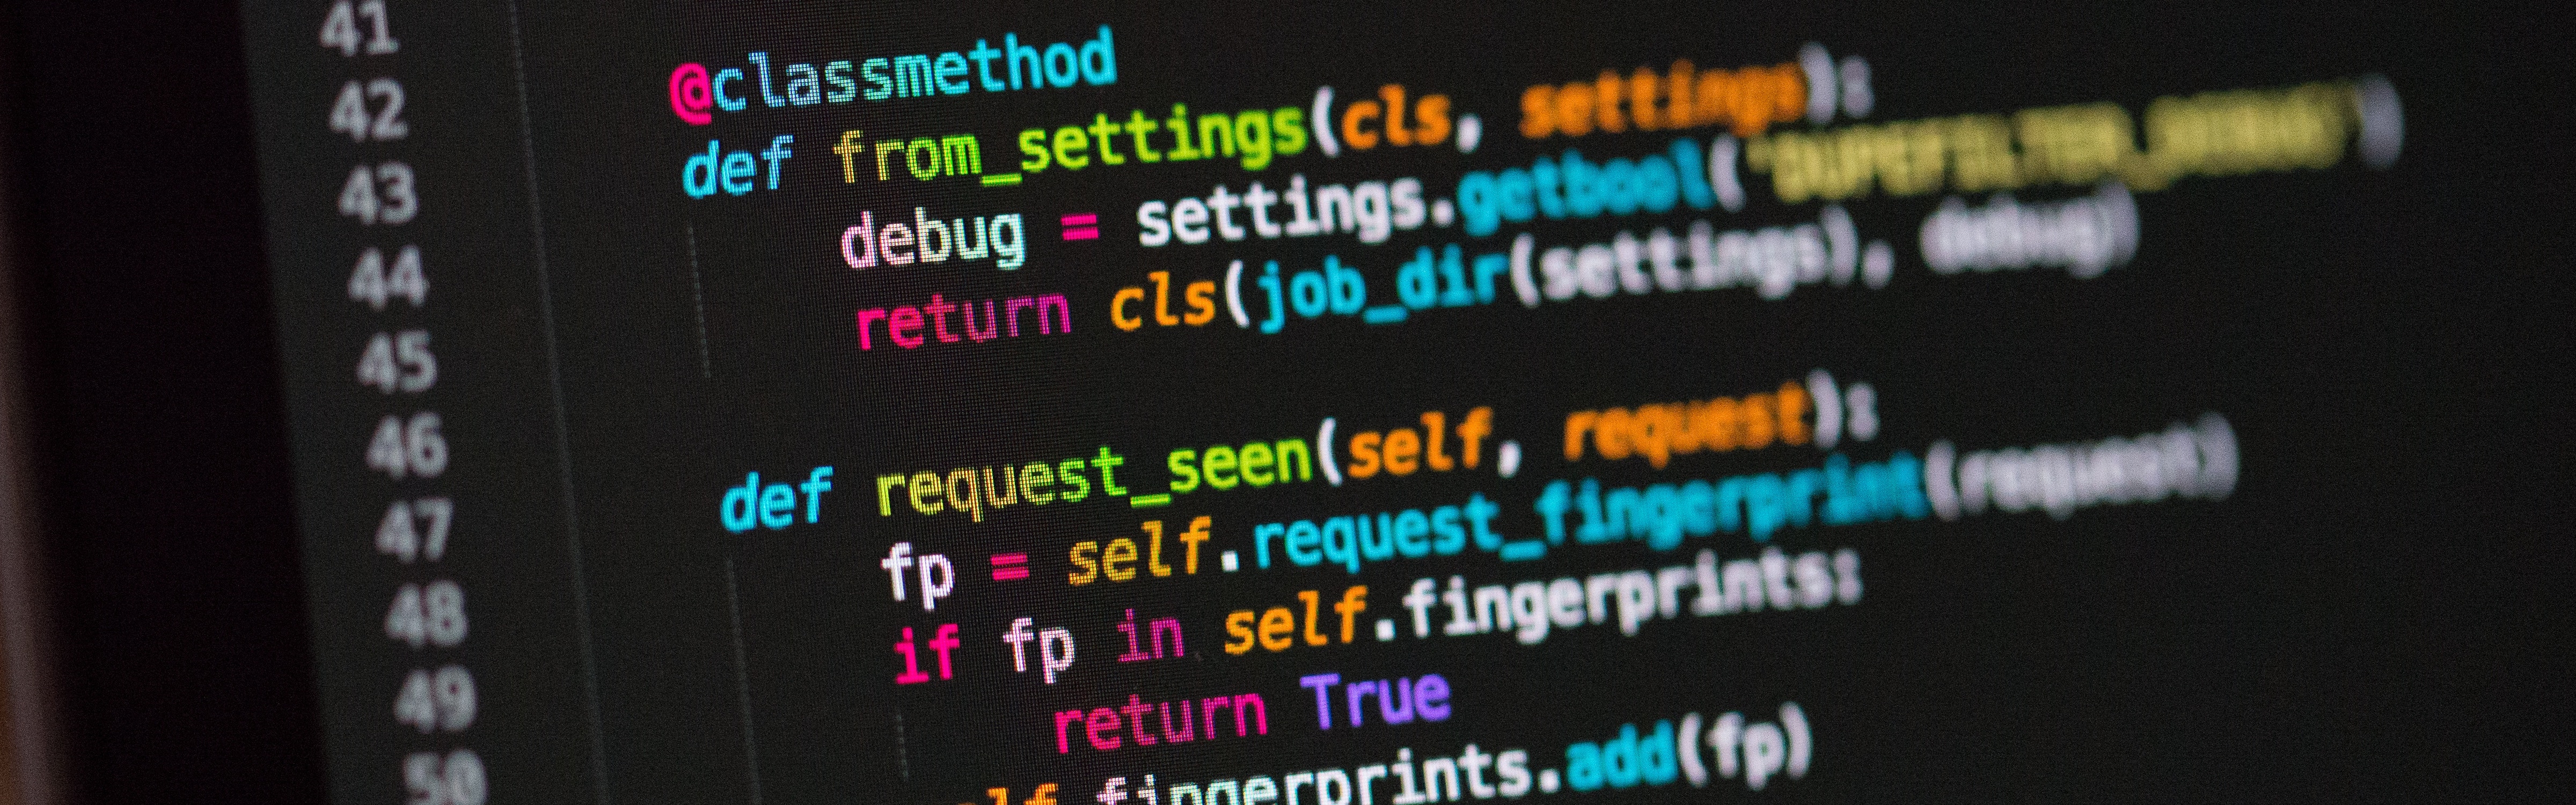 41
42 @classmethod
43 def from_settings(cls, settings):
44 debug = settings.getbool('DUPEFILTER_DEBUG')
45 return cls(job_dir(settings), debug)
46
47 def request_seen(self, request):
48 fp = self.request_fingerprint(request)
49 if fp in self.fingerprints:
50 return True
elf.fingerprints.add(fp)